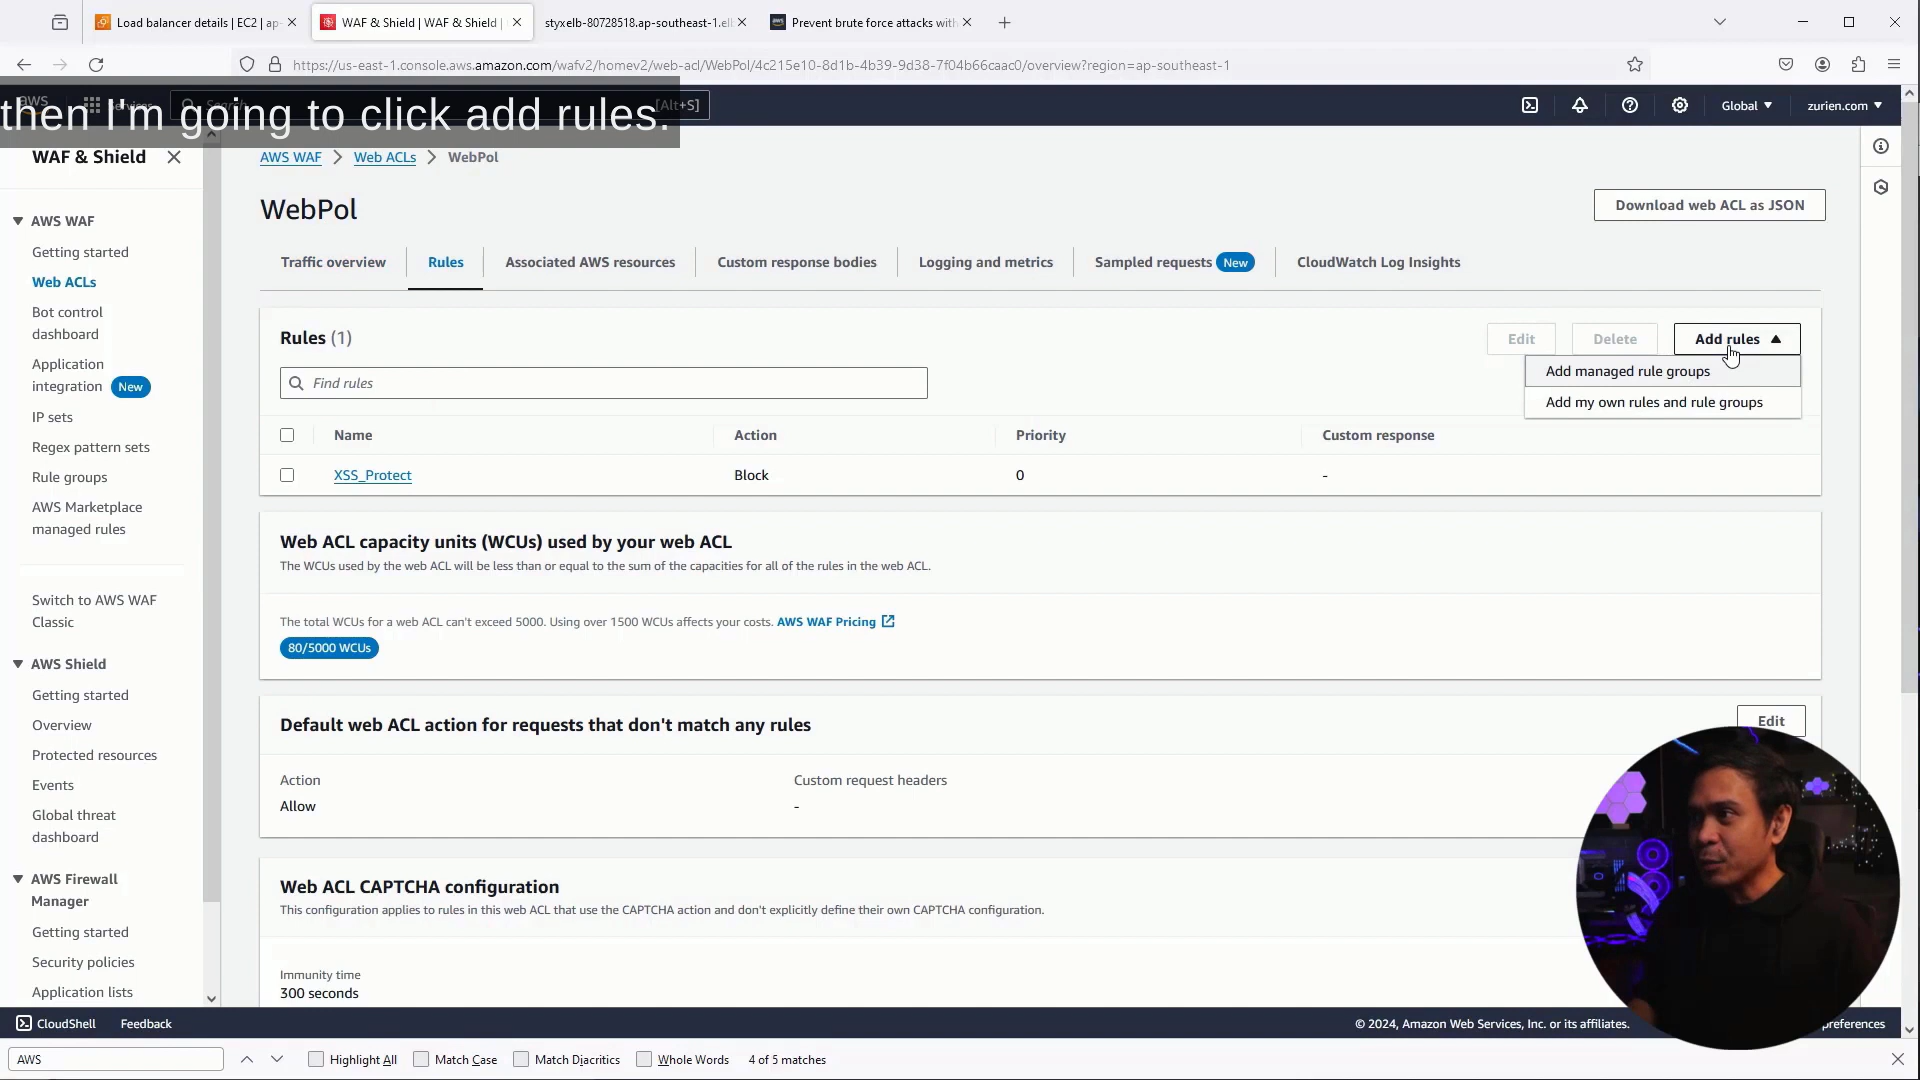 Load balancer details | EC2 | ap-
WAF & Shield | WAF & Shield |
styxelb-80728518.ap-southeast-1.el
Prevent brute force attacks with
https://us-east-1.console.aws.amazon.com/wafv2/homev2/web-acl/WebPol/4c215e10-8d1b-4b39-9d38-7f04b66caac0/overview?region=ap-southeast-1
then I'm going to click add rules.
aws
[Alt+S]
Global
zurien.com
WAF & Shield
AWS WAF
Getting started
Web ACLs
Bot control
dashboard
Application
integration New
IP sets
Regex pattern sets
Rule groups
AWS Marketplace
managed rules
Switch to AWS WAF
Classic
AWS Shield
Getting started
Overview
Protected resources
Events
Global threat
dashboard
AWS Firewall
Manager
Getting started
Security policies
Application lists
AWS WAF > Web ACLs > WebPol
WebPol
Download web ACL as JSON
Traffic overview
Rules
Associated AWS resources
Custom response bodies
Logging and metrics
Sampled requests New
CloudWatch Log Insights
Rules (1)
Edit
Delete
Add rules
Add managed rule groups
Add my own rules and rule groups
Find rules
Name Action Priority Custom response
XSS_Protect Block 0 -
Web ACL capacity units (WCUs) used by your web ACL
The WCUs used by the web ACL will be less than or equal to the sum of the capacities for all of the rules in the web ACL.
The total WCUs for a web ACL can't exceed 5000. Using over 1500 WCUs affects your costs. AWS WAF Pricing
80/5000 WCUs
Default web ACL action for requests that don't match any rules
Edit
Action Custom request headers
Allow -
Web ACL CAPTCHA configuration
This configuration applies to rules in this web ACL that use the CAPTCHA action and don't explicitly define their own CAPTCHA configuration.
Immunity time
300 seconds
CloudShell Feedback
© 2024, Amazon Web Services, Inc. or its affiliates.
preferences
AWS
Highlight All Match Case Match Diacritics Whole Words 4 of 5 matches